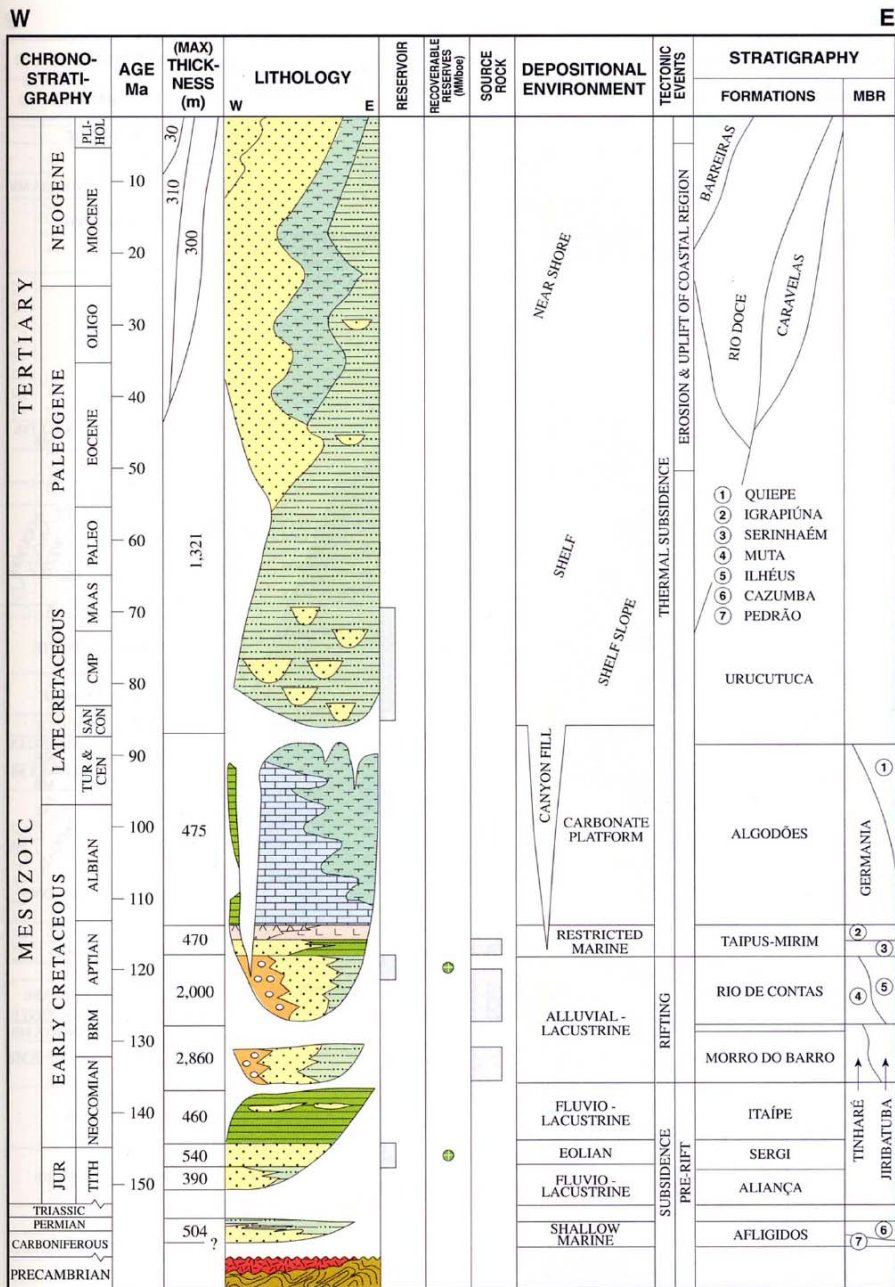 W
E
CHRONO-
STRATI-
GRAPHY
AGE
Ma
(MAX)
THICK-
NESS
(m)
LITHOLOGY
W E
RESERVOIR
RECOVERABLE
RESERVES
(MMboe)
SOURCE
ROCK
DEPOSITIONAL
ENVIRONMENT
TECTONIC
EVENTS
STRATIGRAPHY
FORMATIONS
MBR
TERTIARY
NEOGENE
PLI-
HOL
MIOCENE
PALEOGENE
OLIGO
EOCENE
PALEO
MESOZOIC
LATE CRETACEOUS
MAAS
CMP
SAN
CON
TUR &
CEN
EARLY CRETACEOUS
ALBIAN
APTIAN
BRM
NEOCOMIAN
JUR
TITH
TRIASSIC
PERMIAN
CARBONIFEROUS
PRECAMBRIAN
10
20
30
40
50
60
70
80
90
100
110
120
130
140
150
30
310
300
1,321
475
470
2,000
2,860
460
540
390
504
?
NEAR SHORE
SHELF
SHELF SLOPE
CANYON FILL
CARBONATE
PLATFORM
RESTRICTED
MARINE
ALLUVIAL -
LACUSTRINE
FLUVIO -
LACUSTRINE
EOLIAN
FLUVIO -
LACUSTRINE
SHALLOW
MARINE
THERMAL SUBSIDENCE
EROSION & UPLIFT OF COASTAL REGION
RIFTING
SUBSIDENCE
PRE-RIFT
BARREIRAS
RIO DOCE
CARAVELAS
1 QUIEPE
2 IGRAPIÚNA
3 SERINHAÉM
4 MUTA
5 ILHÉUS
6 CAZUMBA
7 PEDRÃO
URUCUTUCA
ALGODÕES
TAIPUS-MIRIM
RIO DE CONTAS
MORRO DO BARRO
ITAÍPE
SERGI
ALIANÇA
AFLIGIDOS
1
GERMANIA
2
3
4
5
TINHARÉ
JIRIBATUBA
6
7